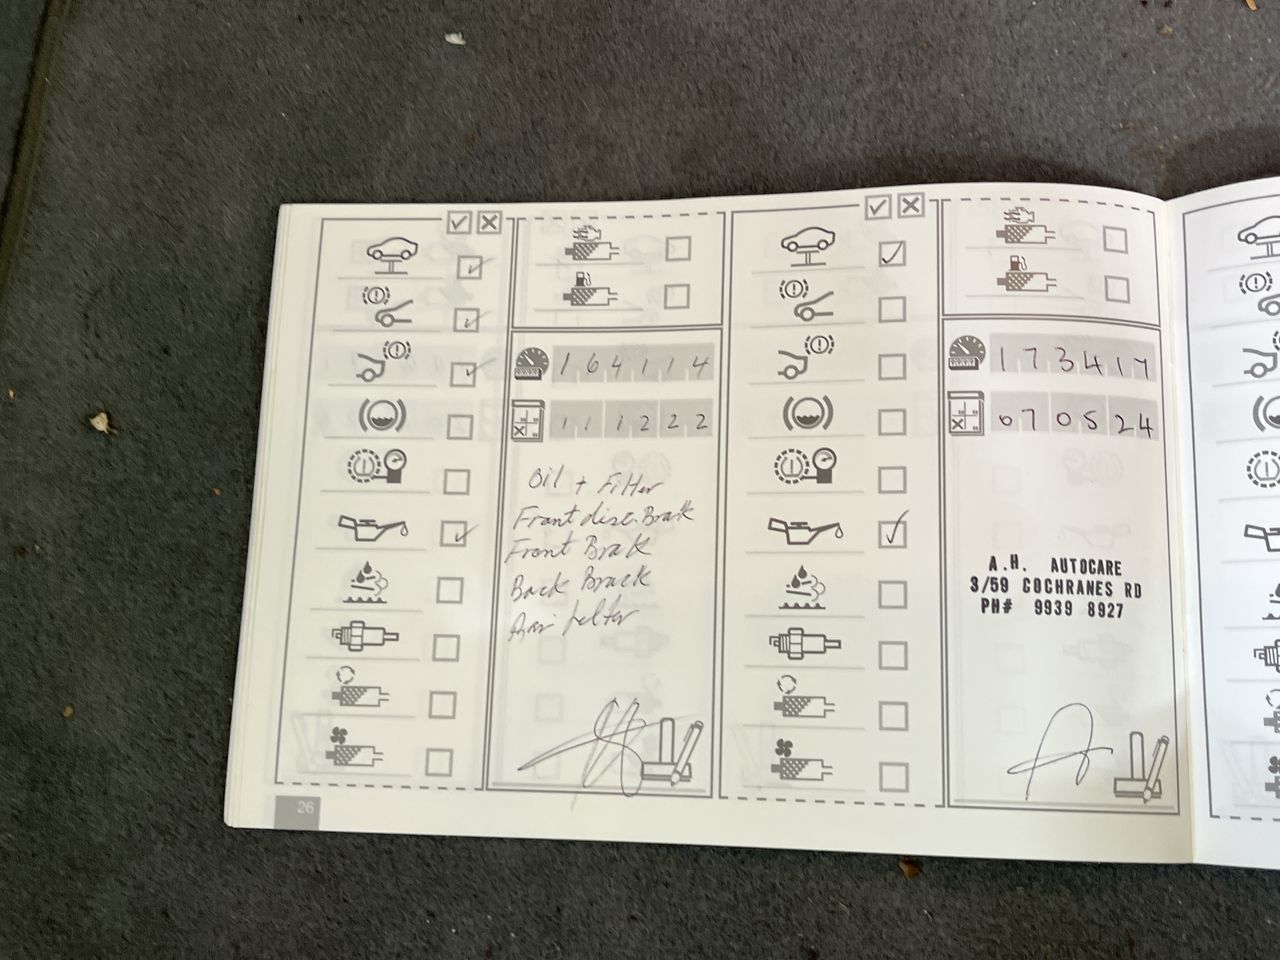 164114
111222
Oil + Filter
Front disc. Brak
Front Brak
Back Brack
filter
26
173417
070524
A.H. AUTOCARE
3/59 COCHRANES RD
PH# 9939 8927